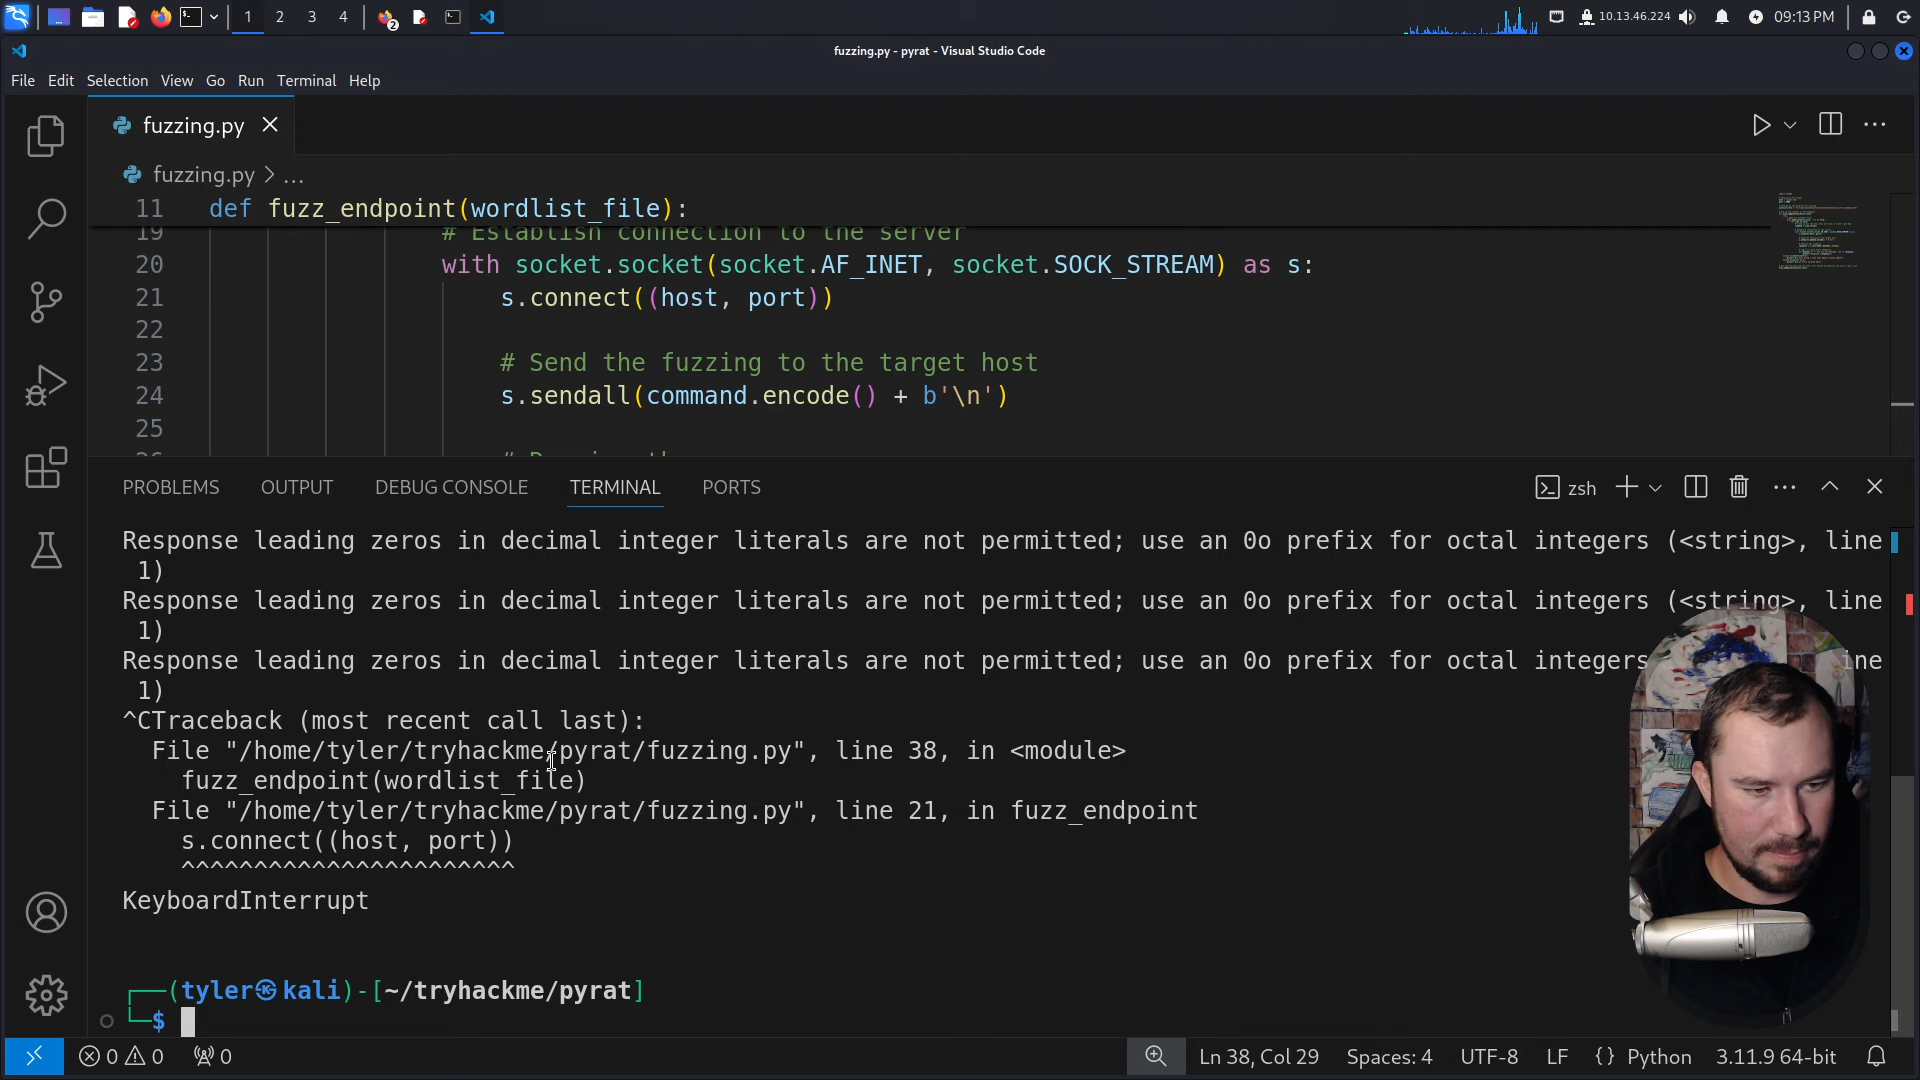 1 2 3 4 2 10.13.46.224 09:13 PM
fuzzing.py - pyrat - Visual Studio Code
File Edit Selection View Go Run Terminal Help
fuzzing.py
fuzzing.py > ...
11 def fuzz_endpoint(wordlist_file):
19 # Establish connection to the server
20 with socket.socket(socket.AF_INET, socket.SOCK_STREAM) as s:
21 s.connect((host, port))
22
23 # Send the fuzzing to the target host
24 s.sendall(command.encode() + b'\n')
25
PROBLEMS OUTPUT DEBUG CONSOLE TERMINAL PORTS zsh
Response leading zeros in decimal integer literals are not permitted; use an 0o prefix for octal integers (<string>, line
1)
Response leading zeros in decimal integer literals are not permitted; use an 0o prefix for octal integers (<string>, line
1)
Response leading zeros in decimal integer literals are not permitted; use an 0o prefix for octal integers ine
1)
^CTraceback (most recent call last):
File "/home/tyler/tryhackme/pyrat/fuzzing.py", line 38, in <module>
fuzz_endpoint(wordlist_file)
File "/home/tyler/tryhackme/pyrat/fuzzing.py", line 21, in fuzz_endpoint
s.connect((host, port))
^^^^^^^^^^^^^^^^^^^^^^^
KeyboardInterrupt
┌──(tyler㉿kali)-[~/tryhackme/pyrat]
└─$
0 0 0 Ln 38, Col 29 Spaces: 4 UTF-8 LF {} Python 3.11.9 64-bit